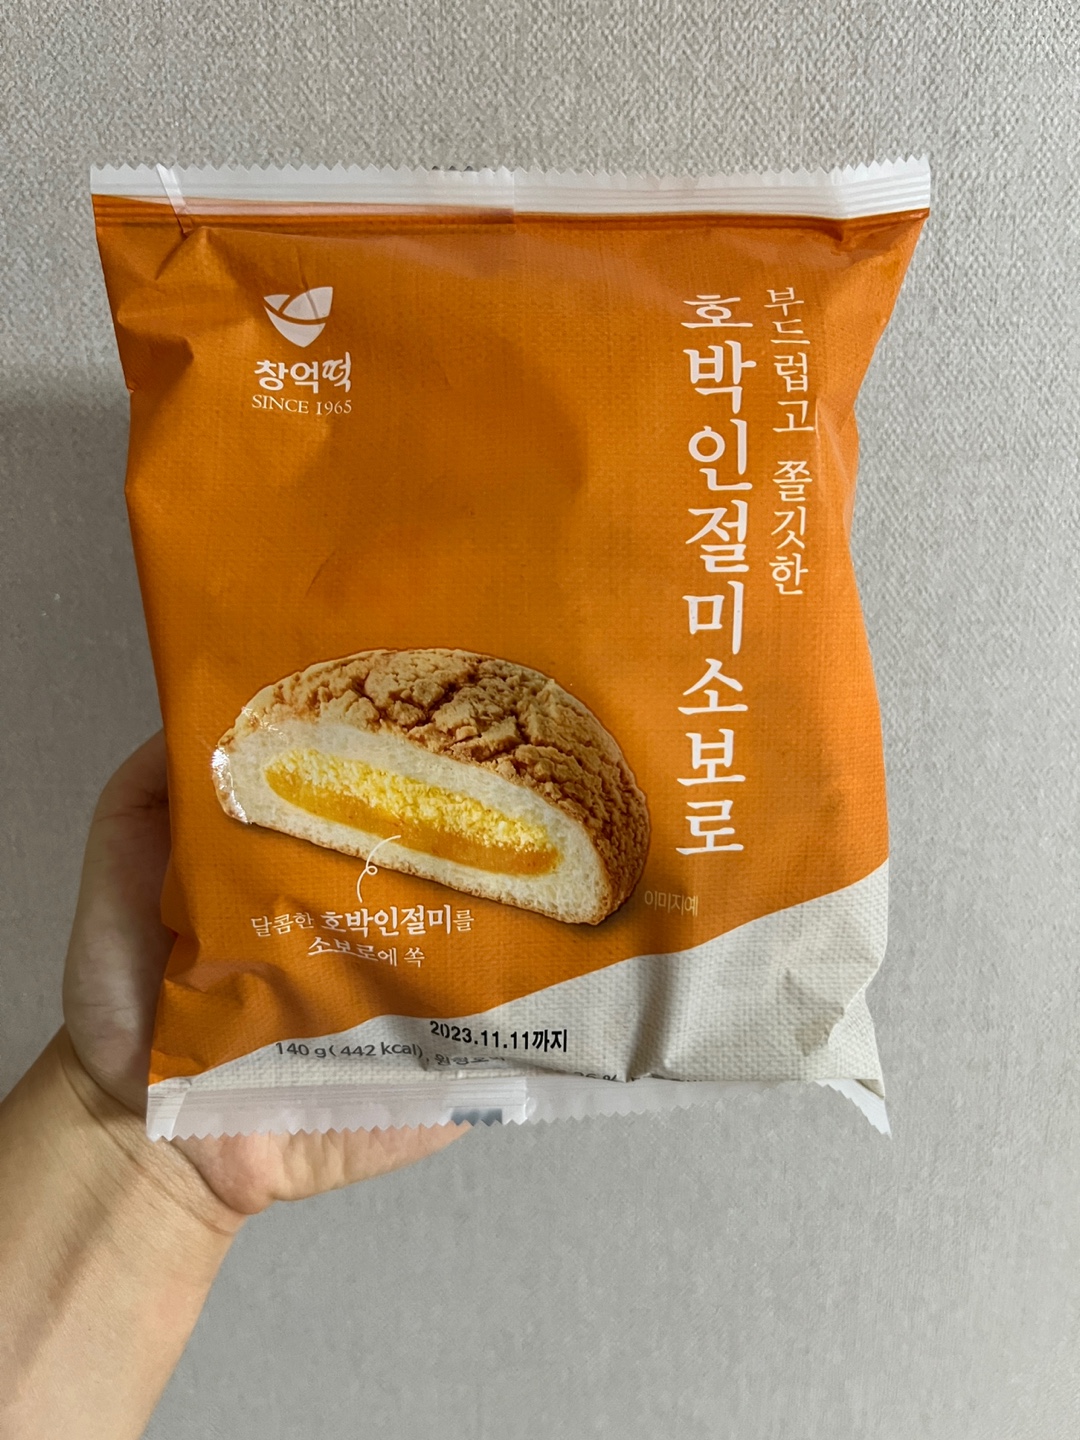 창억떡
SINCE 1965
부드럽고 쫄깃한
호박인절미소보로
달콤한 호박인절미를
소보로에 쏙
이미지예
2023.11.11까지
140 g ( 442 kcal)